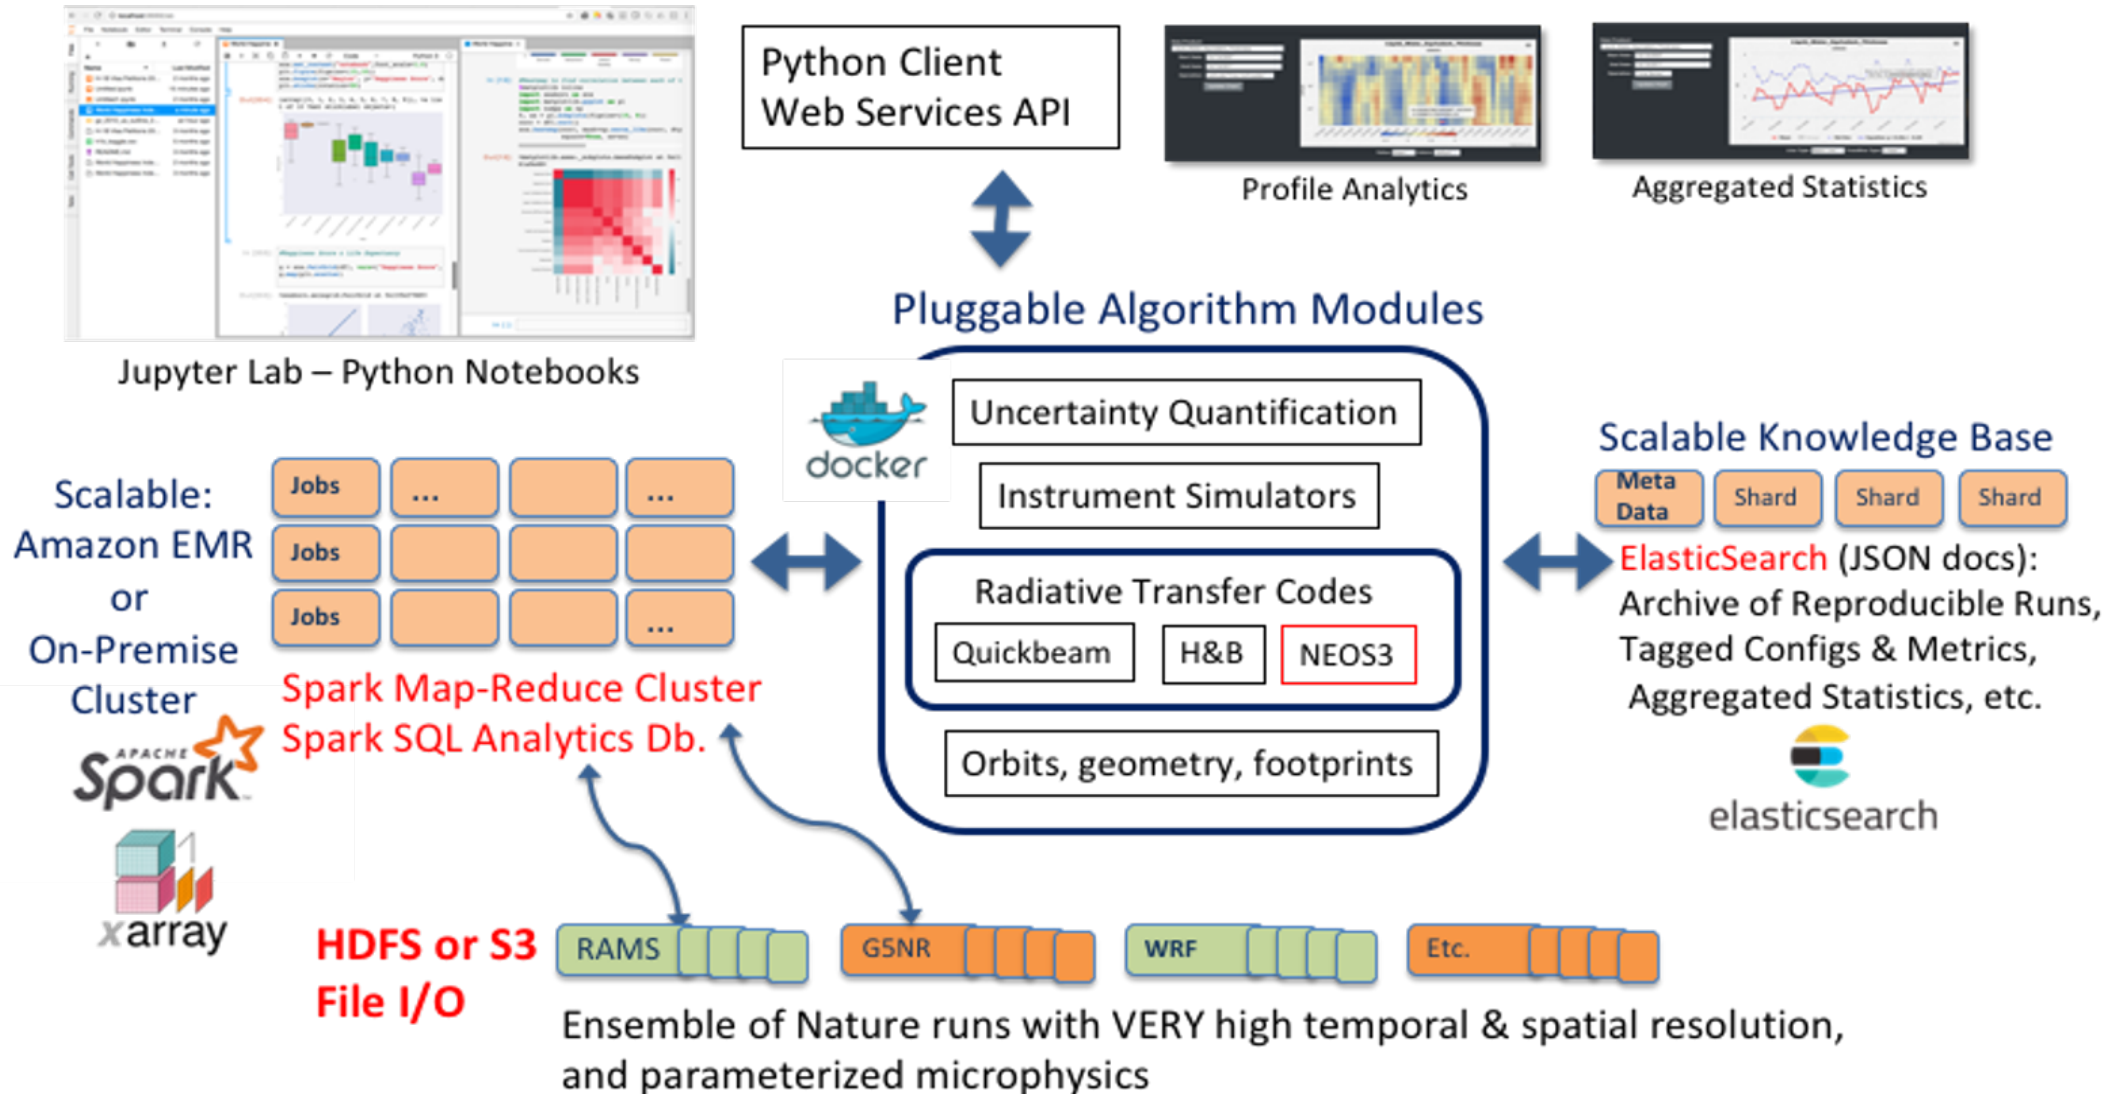 Python Client
Web Services API
Profile Analytics
Aggregated Statistics
Jupyter Lab – Python Notebooks
Pluggable Algorithm Modules
docker
Uncertainty Quantification
Instrument Simulators
Radiative Transfer Codes
Quickbeam
H&B
NEOS3
Orbits, geometry, footprints
Scalable:
Amazon EMR
or
On-Premise
Cluster
Jobs
...
...
Jobs
Jobs
...
Spark Map-Reduce Cluster
Spark SQL Analytics Db.
APACHE
Spark
xarray
Scalable Knowledge Base
Meta
Data
Shard
Shard
Shard
ElasticSearch (JSON docs):
Archive of Reproducible Runs,
Tagged Configs & Metrics,
Aggregated Statistics, etc.
elasticsearch
HDFS or S3
File I/O
RAMS
G5NR
WRF
Etc.
Ensemble of Nature runs with VERY high temporal & spatial resolution,
and parameterized microphysics